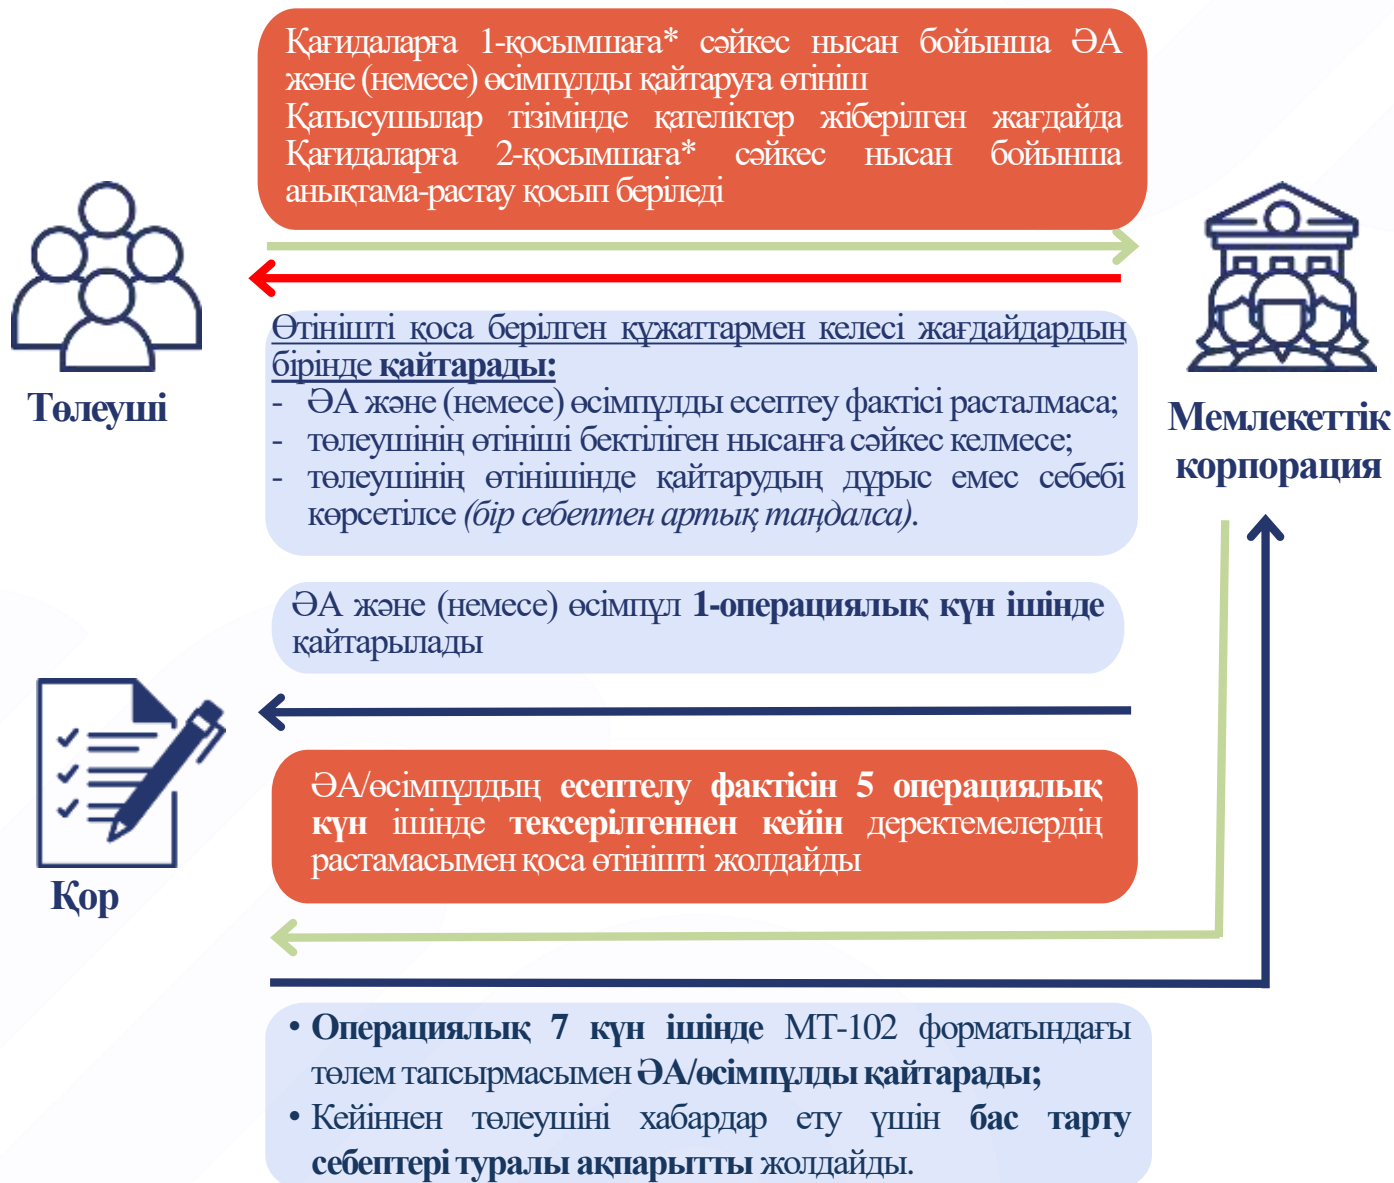 Қағидаларға 1-қосымшаға* сәйкес нысан бойынша ӘА
және (немесе) өсімпұлды қайтаруға өтініш
Қатысушылар тізімінде қателіктер жіберілген жағдайда
Қағидаларға 2-қосымшаға* сәйкес нысан бойынша
анықтама-растау қосып беріледі
Төлеуші
Мемлекеттік
корпорация
Өтінішті қоса берілген құжаттармен келесі жағдайдардың
бірінде қайтарады:
- ӘА және (немесе) өсімпұлды есептеу фактісі расталмаса;
- төлеушінің өтініші бектіліген нысанға сәйкес келмесе;
- төлеушінің өтінішінде қайтарудың дұрыс емес себебі
көрсетілсе (бір себептен артық таңдалса).
ӘА және (немесе) өсімпұл 1-операциялық күн ішінде
қайтарылады
Қор
ӘА/өсімпұлдың есептелу фактісін 5 операциялық
күн ішінде тексерілгеннен кейін деректемелердің
растамасымен қоса өтінішті жолдайды
• Операциялық 7 күн ішінде МТ-102 форматындағы
төлем тапсырмасымен ӘА/өсімпұлды қайтарады;
• Кейіннен төлеушіні хабардар ету үшін бас тарту
себептері туралы ақпарытты жолдайды.